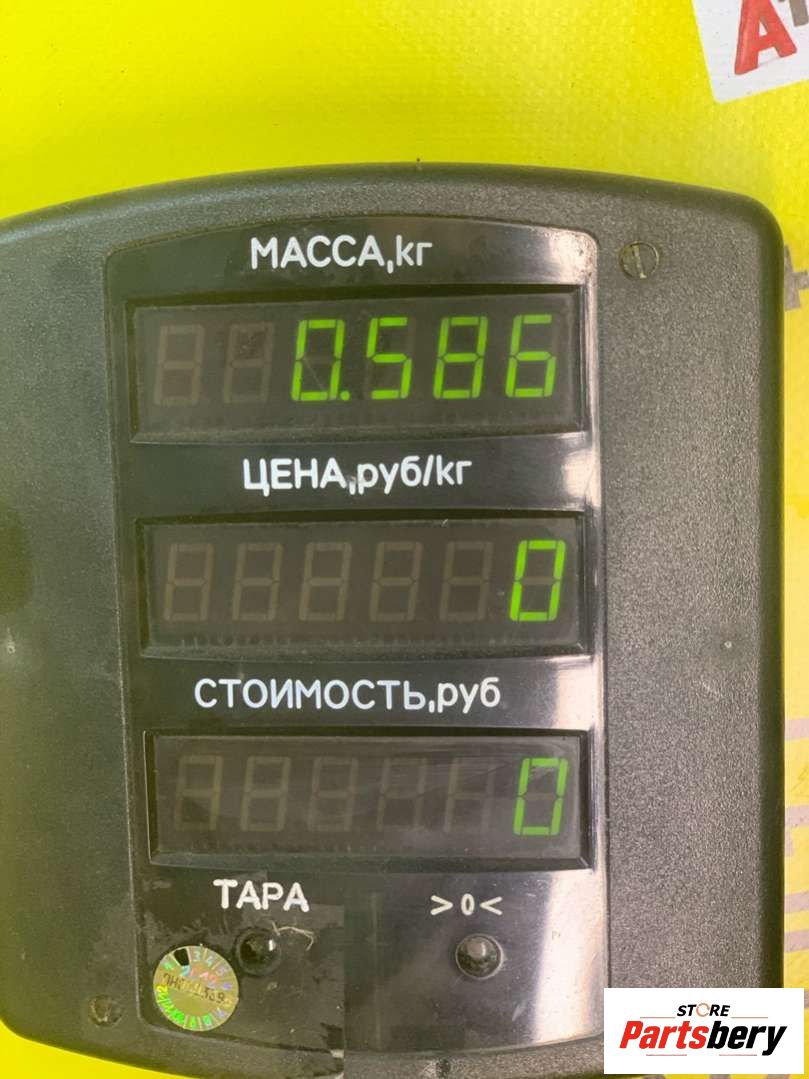 МАССА,кг
0.586
ЦЕНА,руб/кг
0
СТОИМОСТЬ,руб
0
ТАРА >0<
STORE
Partsbery